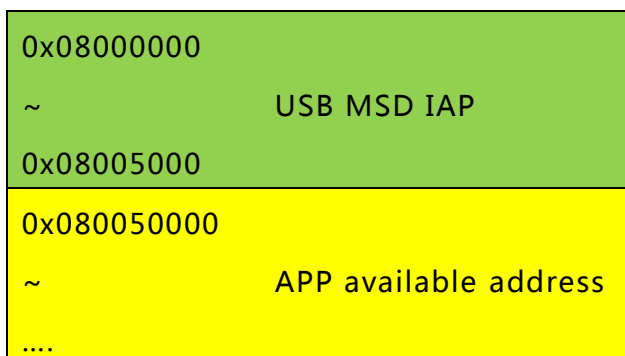 0x08000000
~ USB MSD IAP
0x08005000
0x080050000
~ APP available address
....